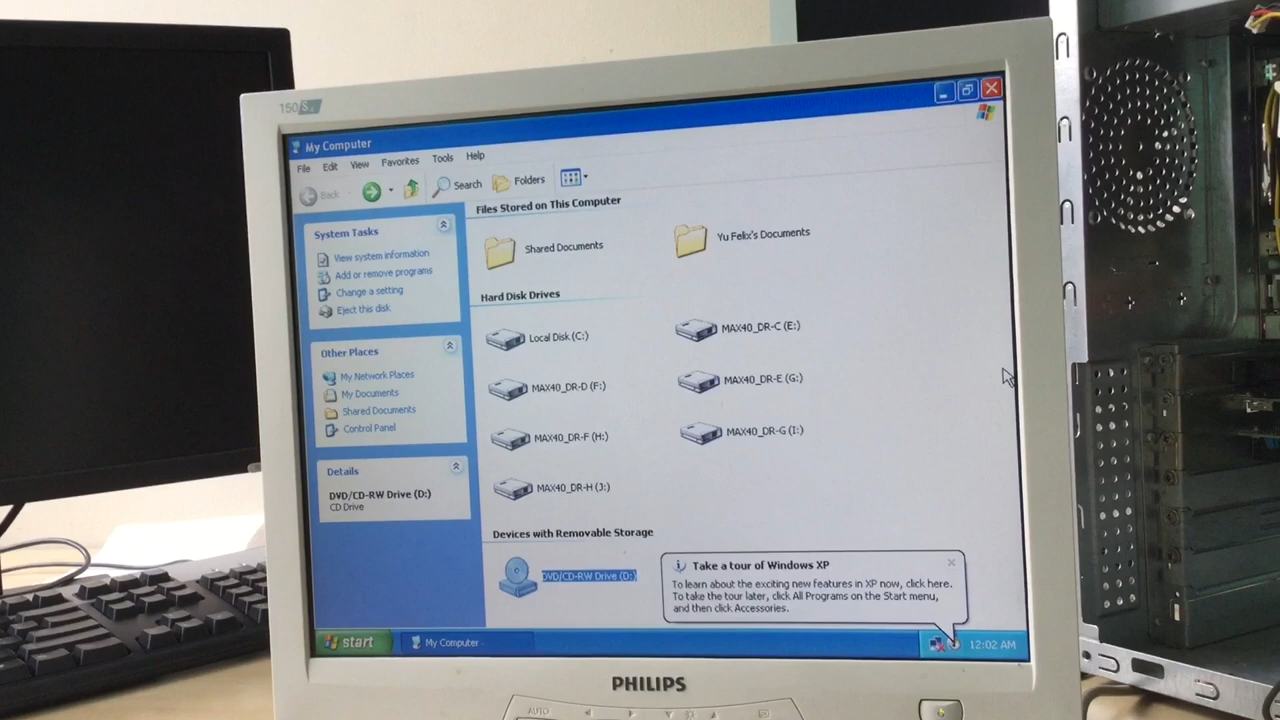 150S
My Computer
File Edit View Favorites Tools Help
Back Search Folders
System Tasks
View system information
Add or remove programs
Change a setting
Eject this disk
Other Places
My Network Places
My Documents
Shared Documents
Control Panel
Details
DVD/CD-RW Drive (D:)
CD Drive
Files Stored on This Computer
Shared Documents Yu Felix's Documents
Hard Disk Drives
Local Disk (C:) MAX40_DR-C (E:)
MAX40_DR-D (F:) MAX40_DR-E (G:)
MAX40_DR-F (H:) MAX40_DR-G (I:)
MAX40_DR-H (J:)
Devices with Removable Storage
DVD/CD-RW Drive (D:)
Take a tour of Windows XP
To learn about the exciting new features in XP now, click here.
To take the tour later, click All Programs on the Start menu,
and then click Accessories.
start My Computer 12:02 AM
PHILIPS
AUTO